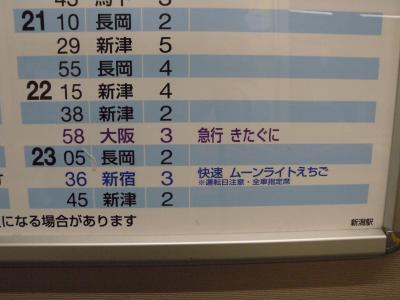 21 10 長岡 2
29 新津 5
55 長岡 4
22 15 新津 4
38 新津 2
58 大阪 3 急行 きたぐに
23 05 長岡 2
36 新宿 3 快速 ムーンライトえちご
※運転日注意・全車指定席
45 新津 2
になる場合があります
新潟駅